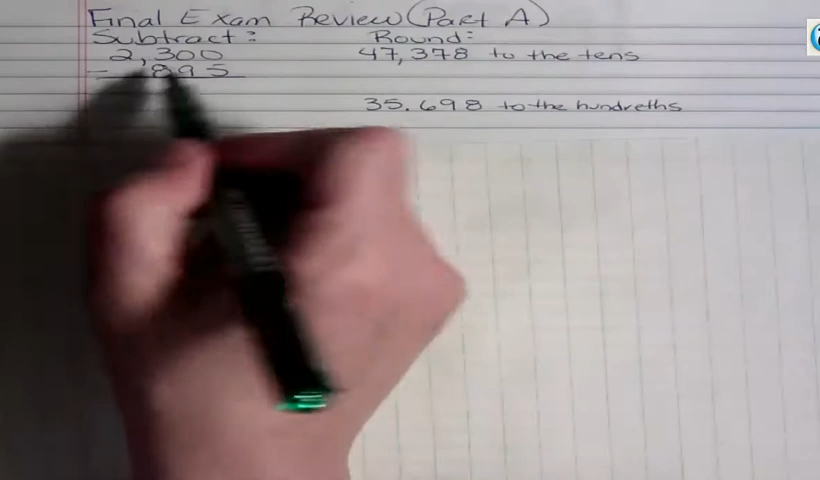 Final Exam Review (Part A)
Subtract: Round:
2,300 47,378 to the tens
- 895
35.698 to the hundreths